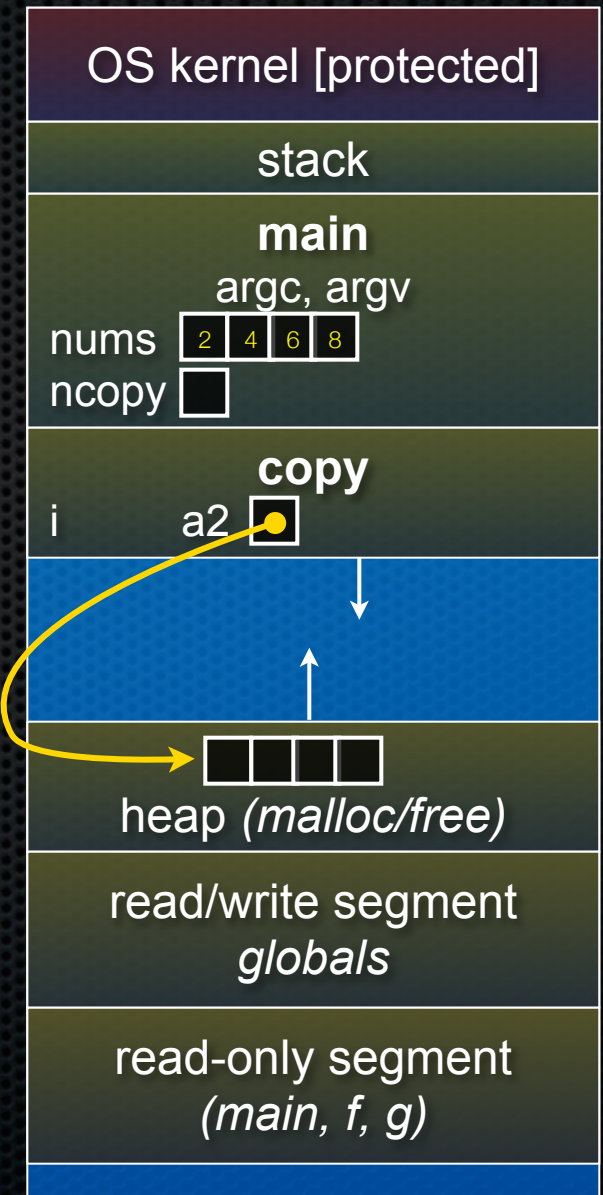 OS kernel [protected]
stack
main
argc, argv
nums 2 4 6 8
ncopy
copy
i a2
heap (malloc/free)
read/write segment
globals
read-only segment
(main, f, g)